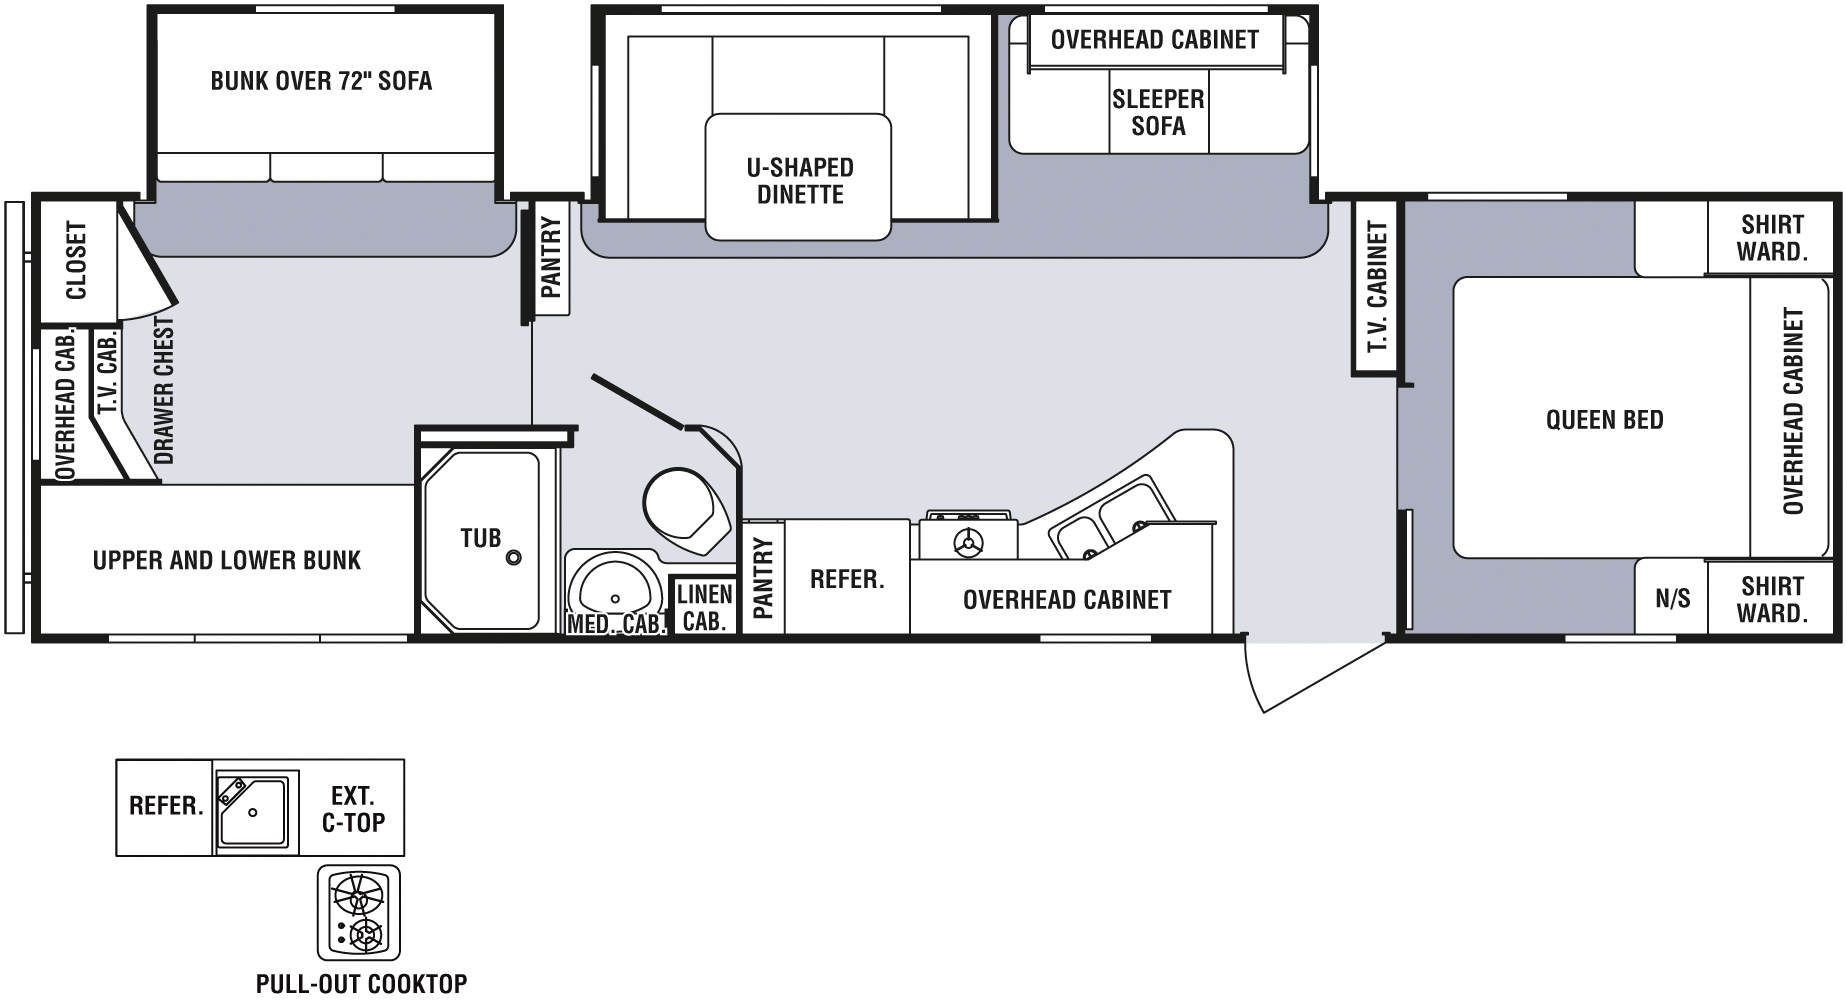 BUNK OVER 72" SOFA
OVERHEAD CABINET
SLEEPER
SOFA
U-SHAPED
DINETTE
CLOSET
PANTRY
T.V. CABINET
SHIRT
WARD.
OVERHEAD CAB.
T.V. CAB.
DRAWER CHEST
QUEEN BED
OVERHEAD CABINET
UPPER AND LOWER BUNK
TUB
MED. CAB.
LINEN
CAB.
PANTRY
REFER.
OVERHEAD CABINET
N/S
SHIRT
WARD.
REFER.
EXT.
C-TOP
PULL-OUT COOKTOP